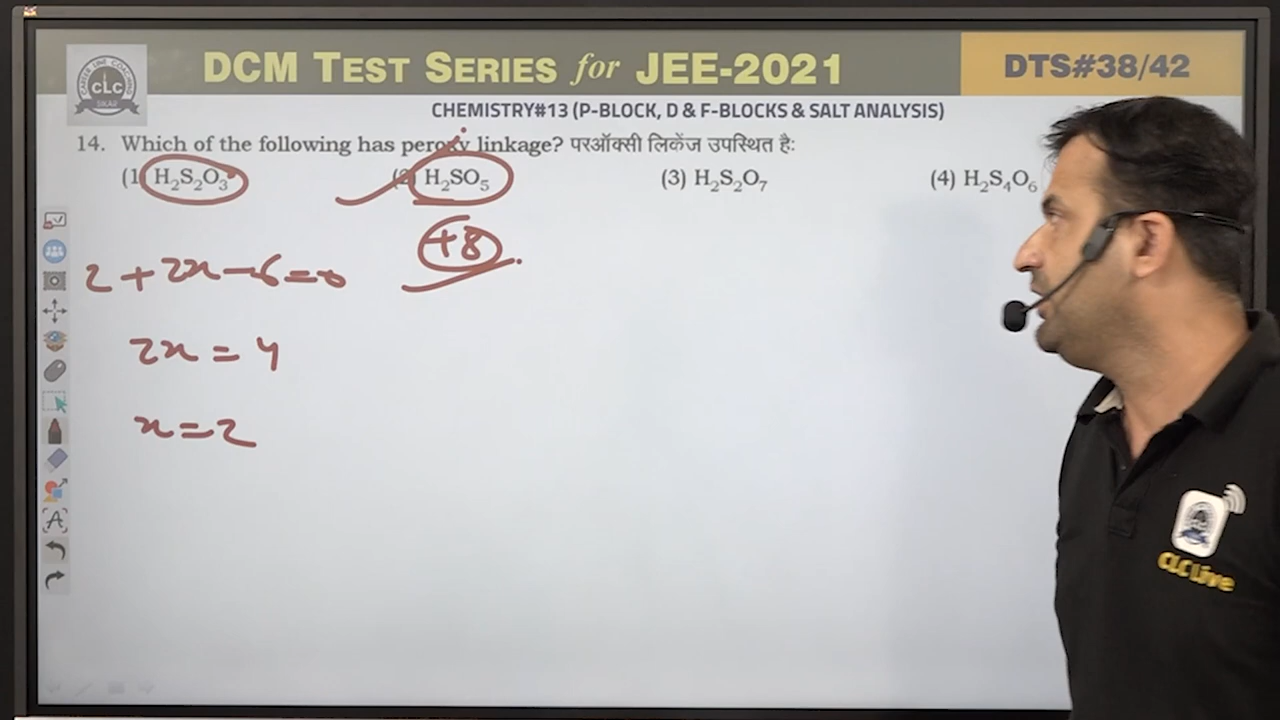 DCM TEST SERIES for JEE-2021
DTS#38/42
CLC
SIKAR
CHEMISTRY#13 (P-BLOCK, D & F-BLOCKS & SALT ANALYSIS)
14. Which of the following has peroxy linkage? परऑक्सी लिकेंज उपस्थित है:
(1) H₂S₂O₃ (2) H₂SO₅ (3) H₂S₂O₇ (4) H₂S₄O₆
+8
2 + 2x - 6 = 0
2x = 4
x = 2
A
CLC Live